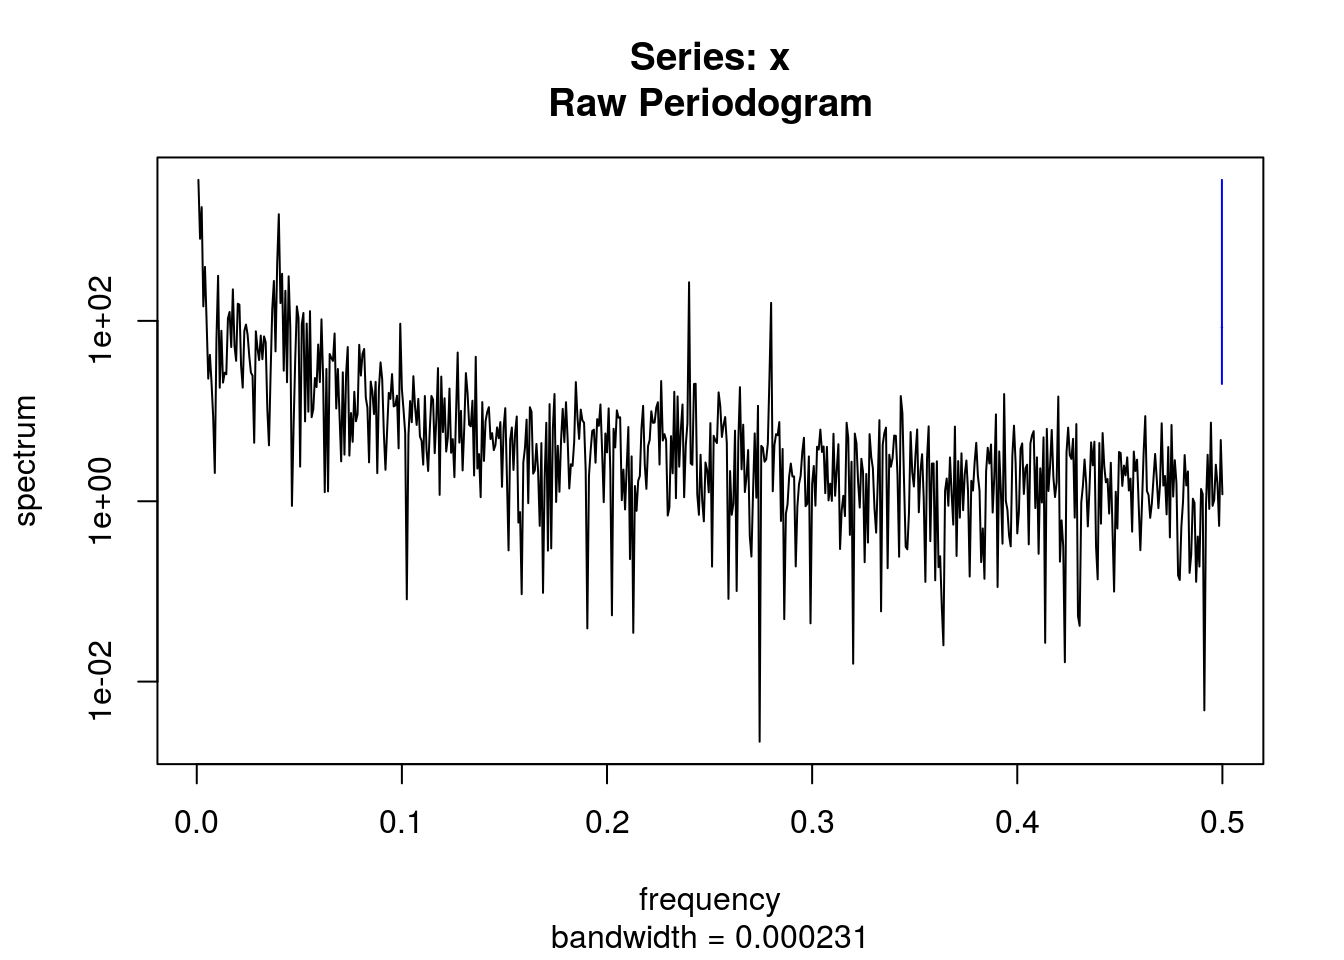 Series: x
Raw Periodogram
spectrum
1e+02
1e+00
1e-02
0.0 0.1 0.2 0.3 0.4 0.5
frequency
bandwidth = 0.000231